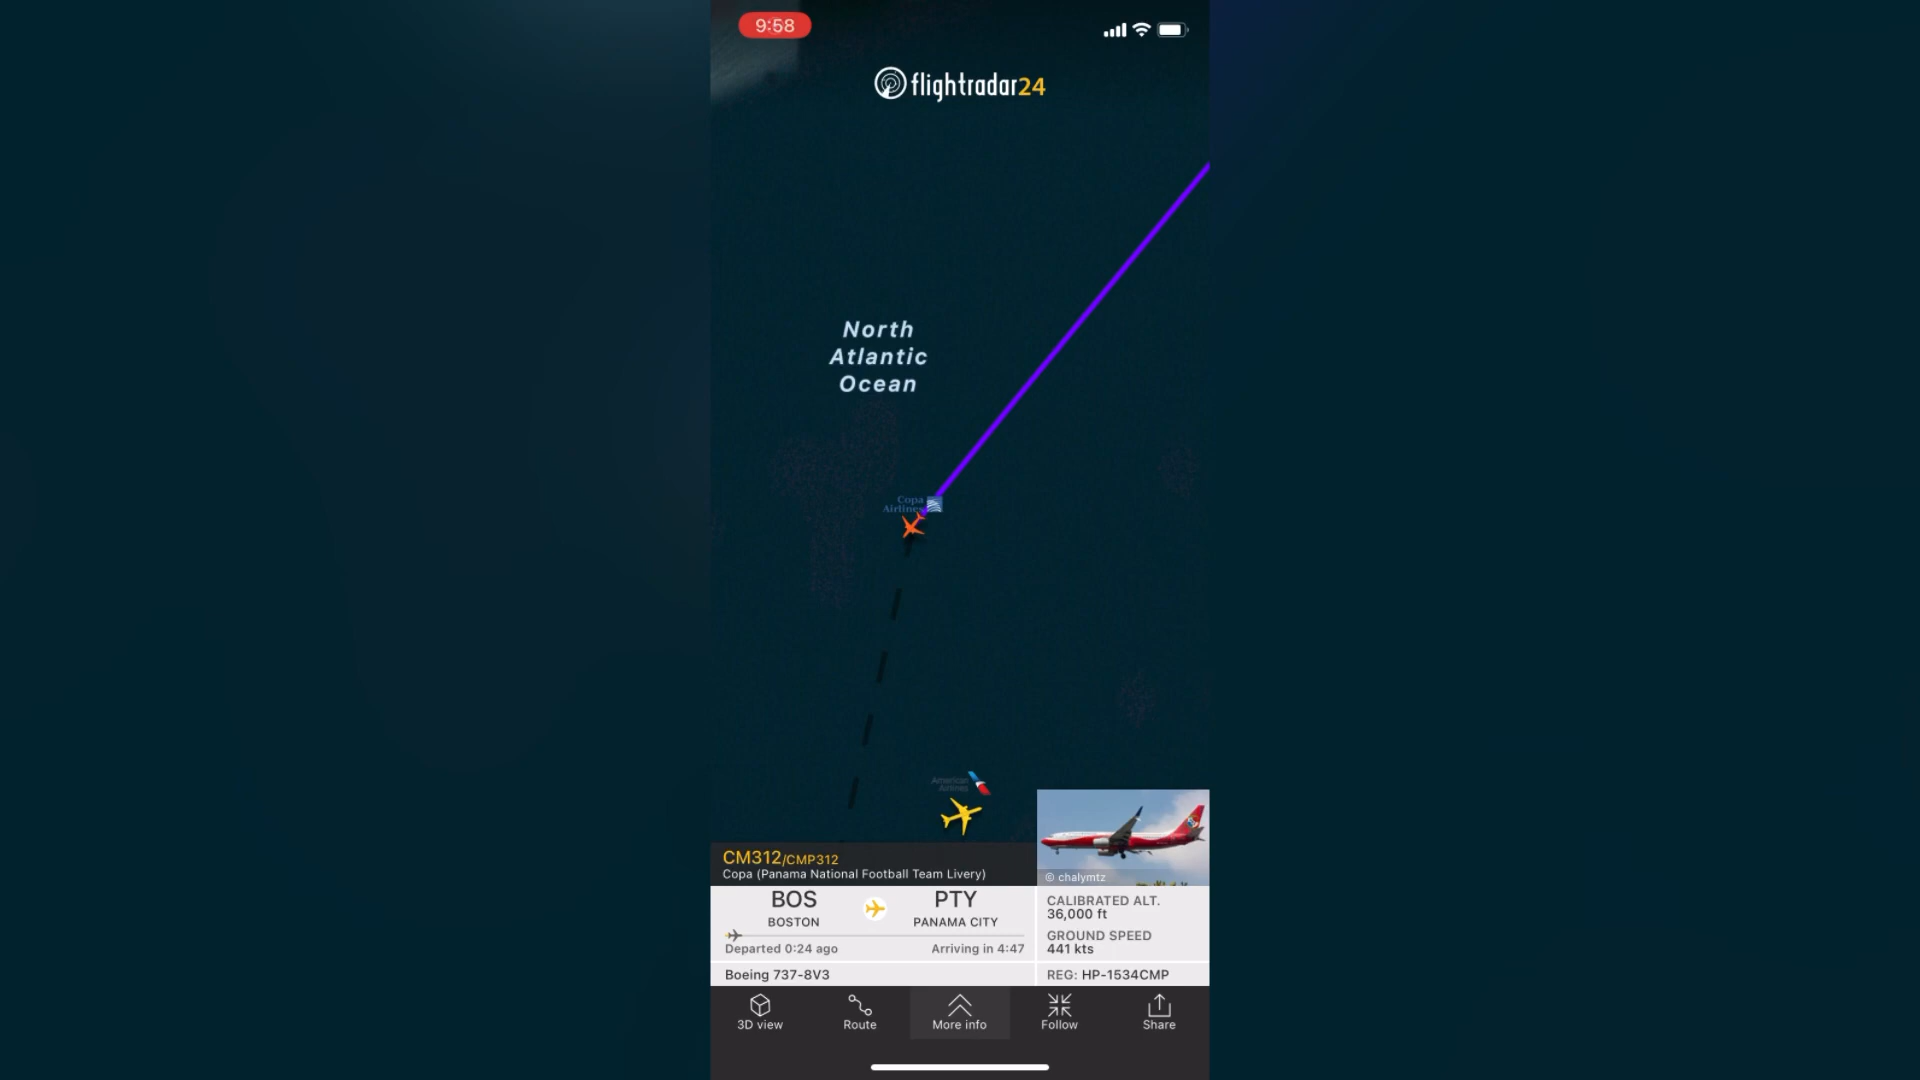 9:58
flightradar24
North
Atlantic
Ocean
Copa
Airlines
American
Airlines
CM312/CMP312
Copa (Panama National Football Team Livery)
© chalymtz
BOS
PTY
BOSTON
PANAMA CITY
Departed 0:24 ago
Arriving in 4:47
CALIBRATED ALT.
36,000 ft
GROUND SPEED
441 kts
Boeing 737-8V3
REG: HP-1534CMP
3D view
Route
More info
Follow
Share